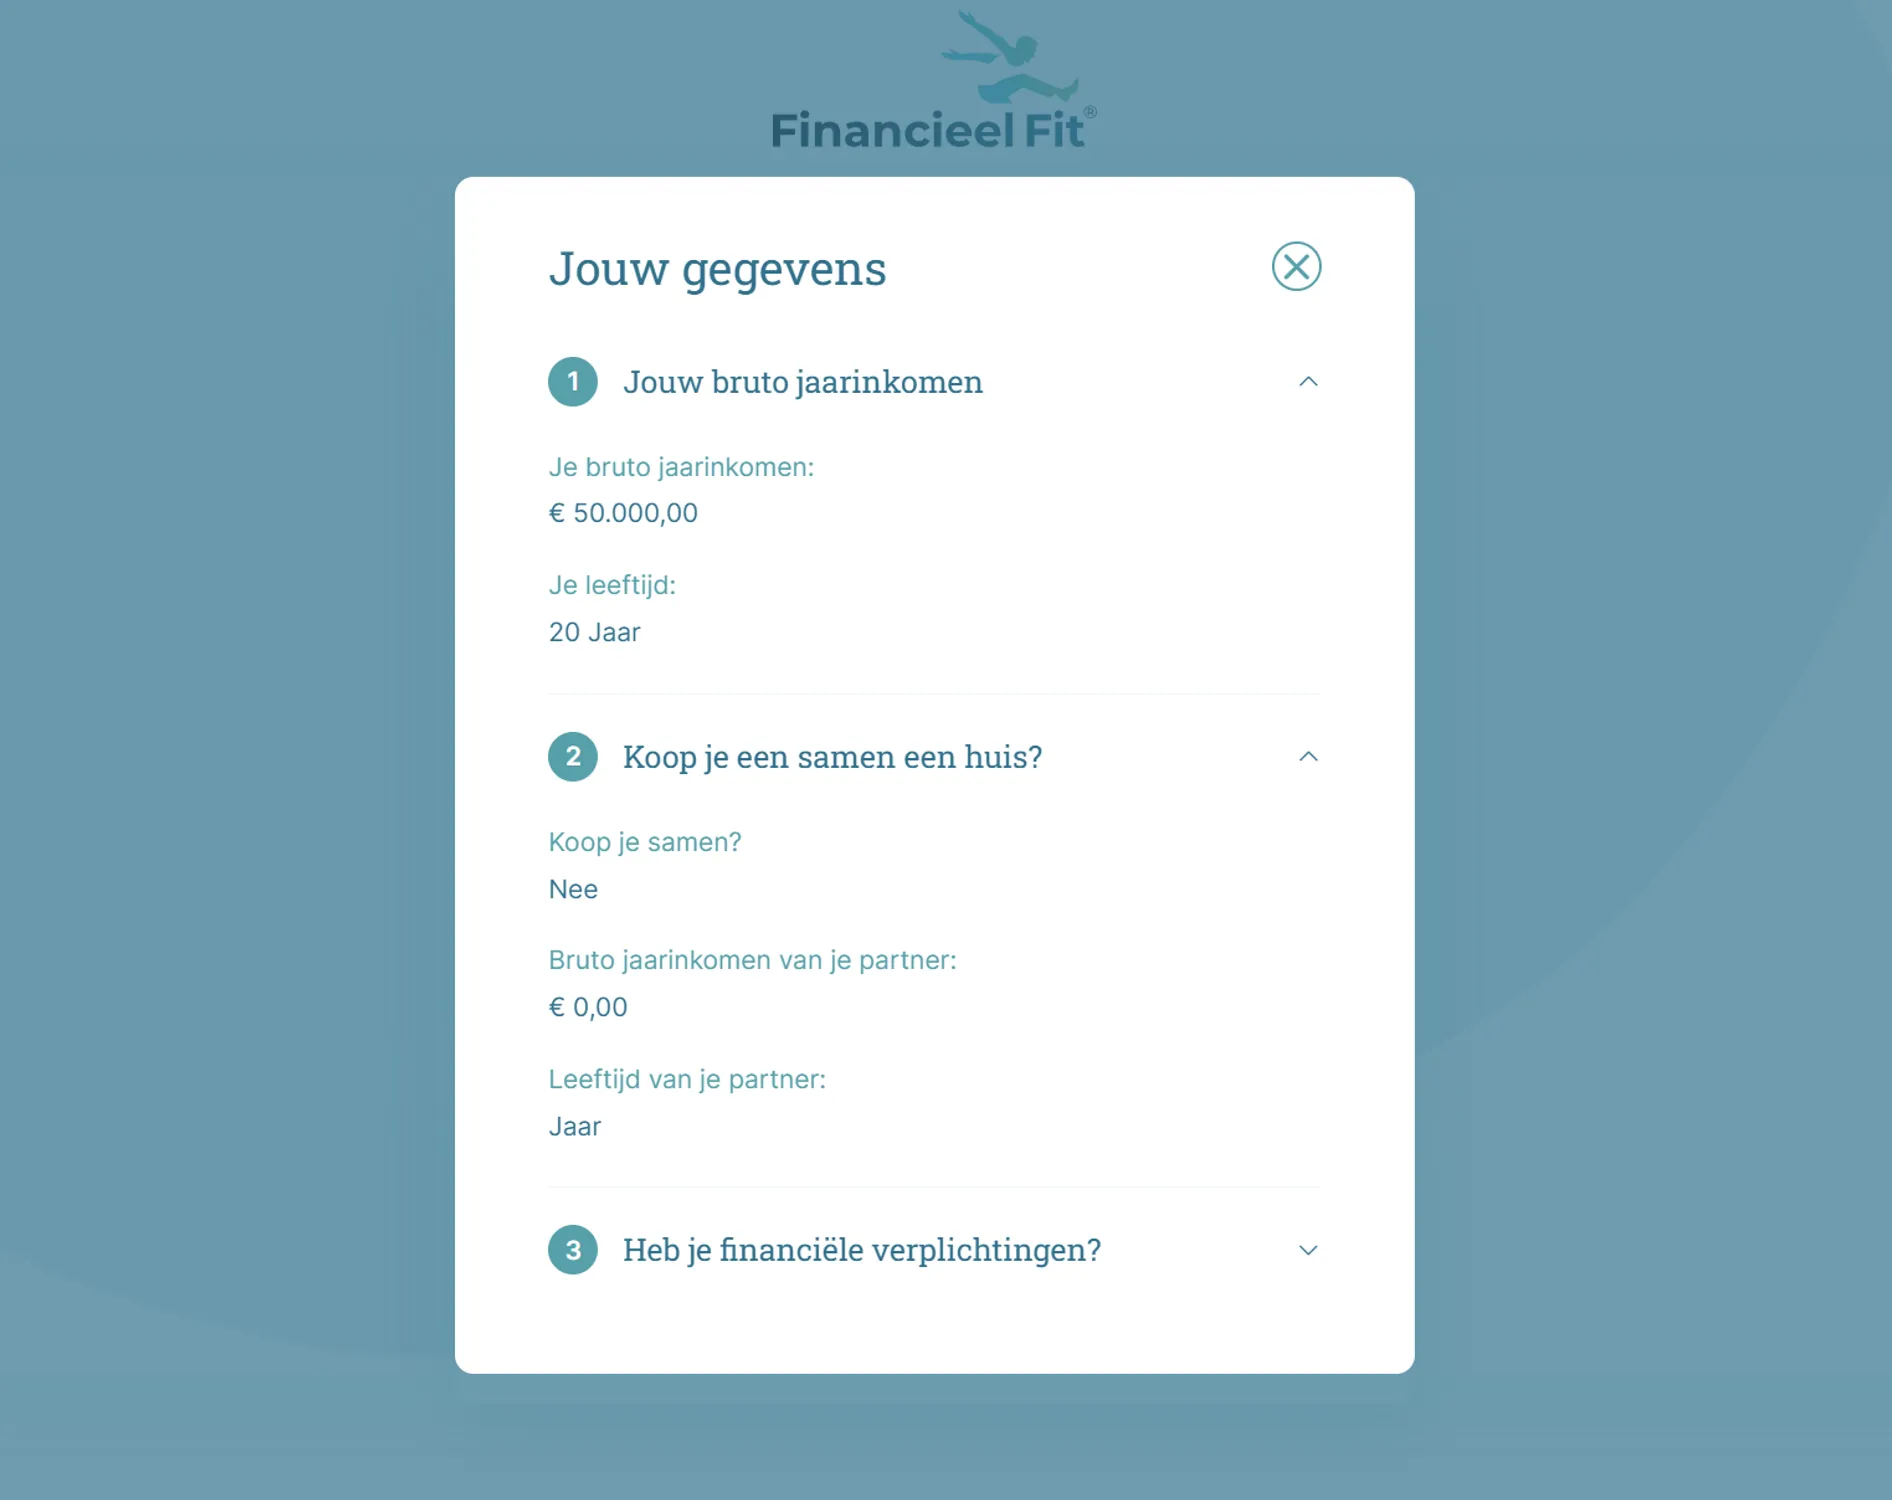 Financieel Fit®
Jouw gegevens
1 Jouw bruto jaarinkomen
Je bruto jaarinkomen:
€ 50.000,00
Je leeftijd:
20 Jaar
2 Koop je een samen een huis?
Koop je samen?
Nee
Bruto jaarinkomen van je partner:
€ 0,00
Leeftijd van je partner:
Jaar
3 Heb je financiële verplichtingen?